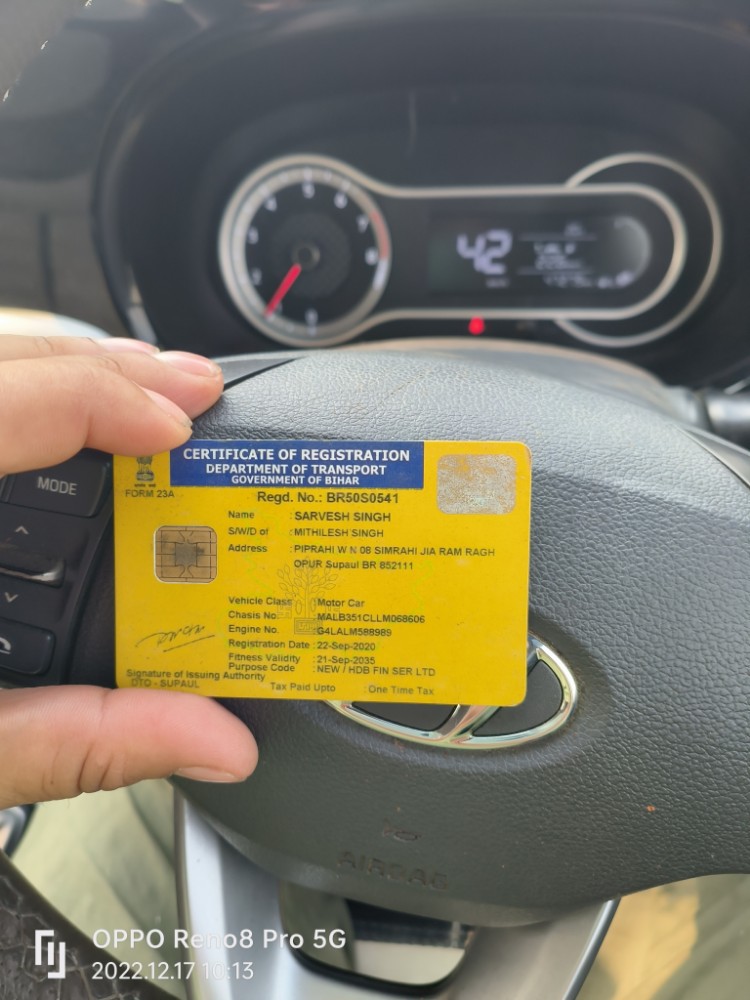 5
6
7
8
42
MODE
CERTIFICATE OF REGISTRATION
DEPARTMENT OF TRANSPORT
GOVERNMENT OF BIHAR
FORM 23A
Regd. No.: BR50S0541
Name : SARVESH SINGH
S/W/D of : MITHILESH SINGH
Address : PIPRAHI W N 08 SIMRAHI JIA RAM RAGH
OPUR Supaul BR 852111
Vehicle Class : Motor Car
Chasis No. : MALB351CLLM068606
Engine No. : G4LALM588989
Registration Date : 22-Sep-2020
Fitness Validity : 21-Sep-2035
Purpose Code : NEW / HDB FIN SER LTD
Signature of Issuing Authority
DTO - SUPAUL
Tax Paid Upto : One Time Tax
AIRBAG
OPPO Reno8 Pro 5G
2022.12.17 10:13